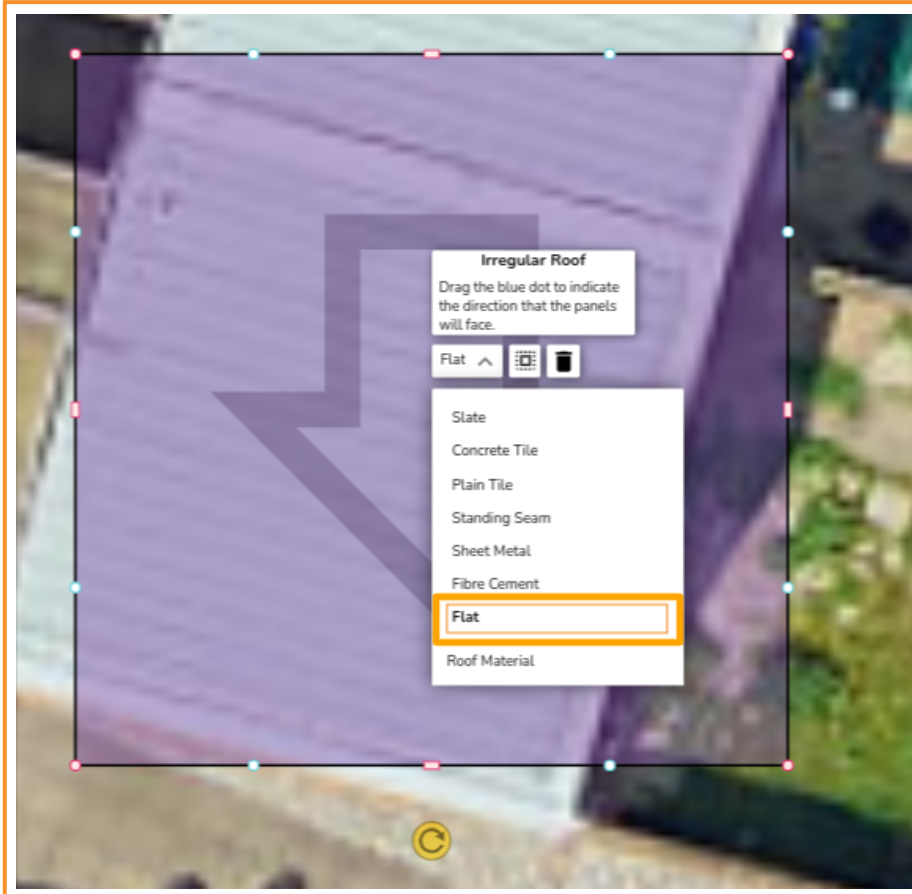 Irregular Roof
Drag the blue dot to indicate
the direction that the panels
will face.
Flat
Slate
Concrete Tile
Plain Tile
Standing Seam
Sheet Metal
Fibre Cement
Flat
Roof Material